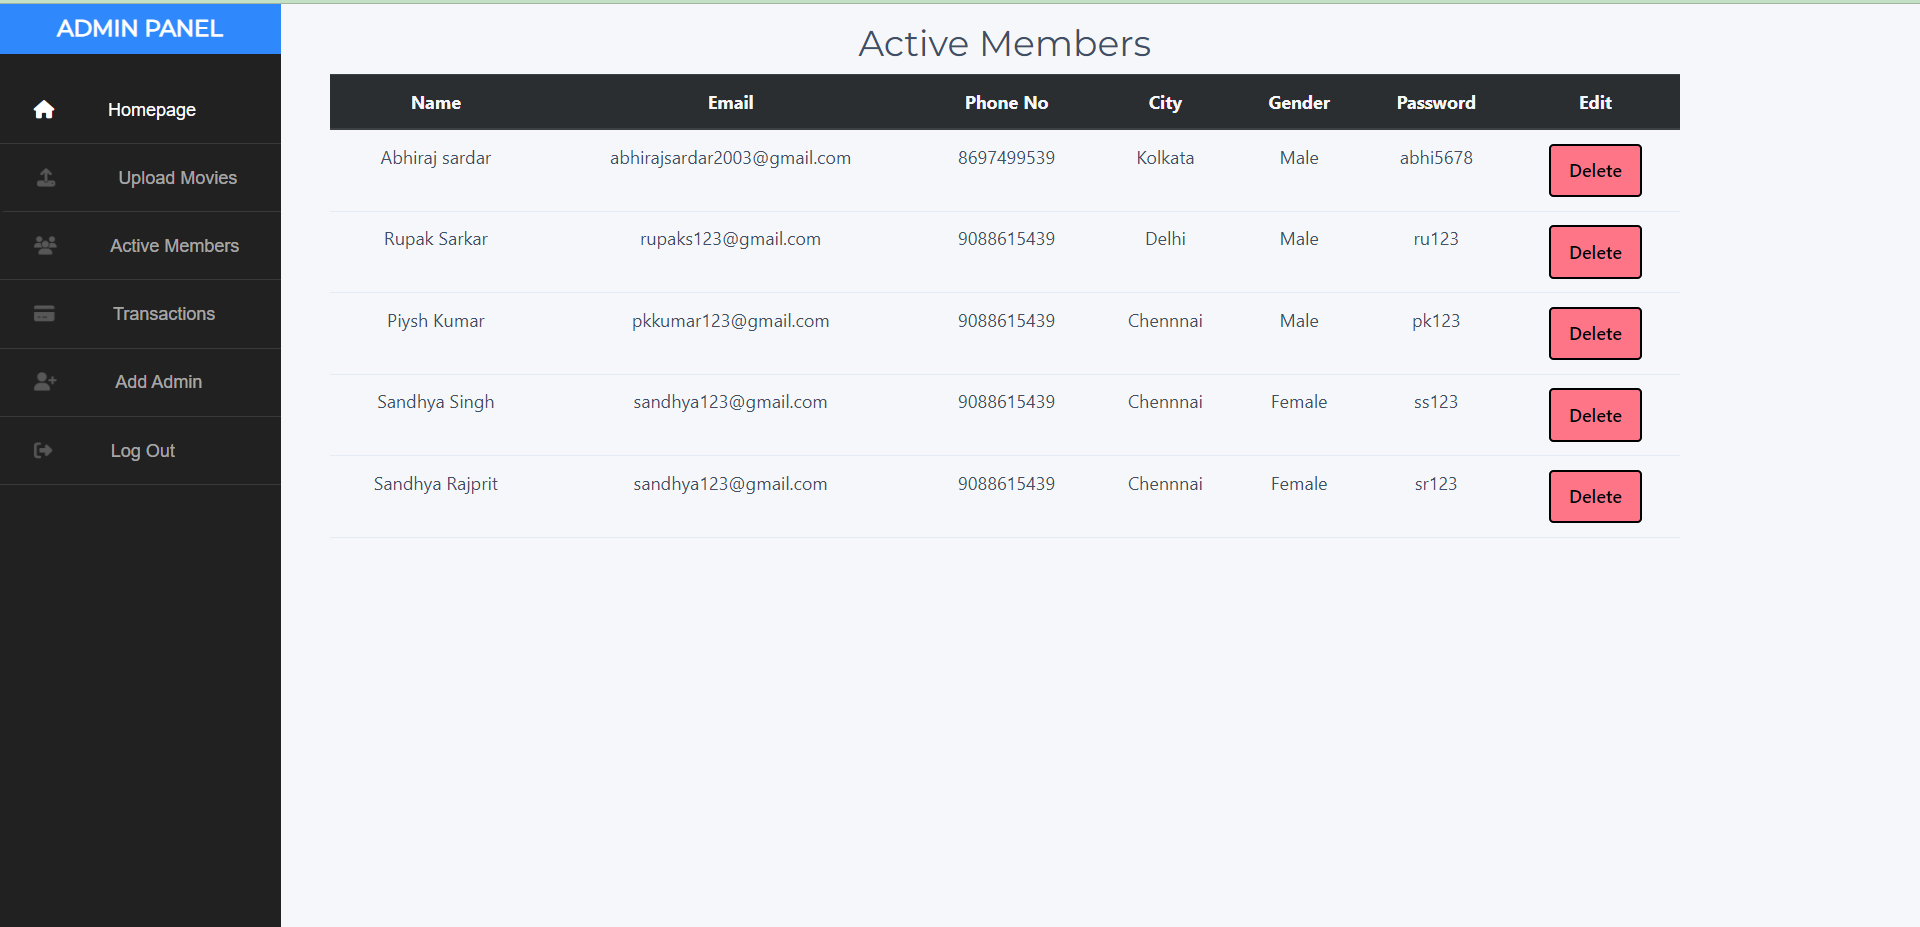 ADMIN PANEL
Homepage
Upload Movies
Active Members
Transactions
Add Admin
Log Out
Active Members
Name Email Phone No City Gender Password Edit
Abhiraj sardar abhirajsardar2003@gmail.com 8697499539 Kolkata Male abhi5678 Delete
Rupak Sarkar rupaks123@gmail.com 9088615439 Delhi Male ru123 Delete
Piysh Kumar pkkumar123@gmail.com 9088615439 Chennnai Male pk123 Delete
Sandhya Singh sandhya123@gmail.com 9088615439 Chennnai Female ss123 Delete
Sandhya Rajprit sandhya123@gmail.com 9088615439 Chennnai Female sr123 Delete